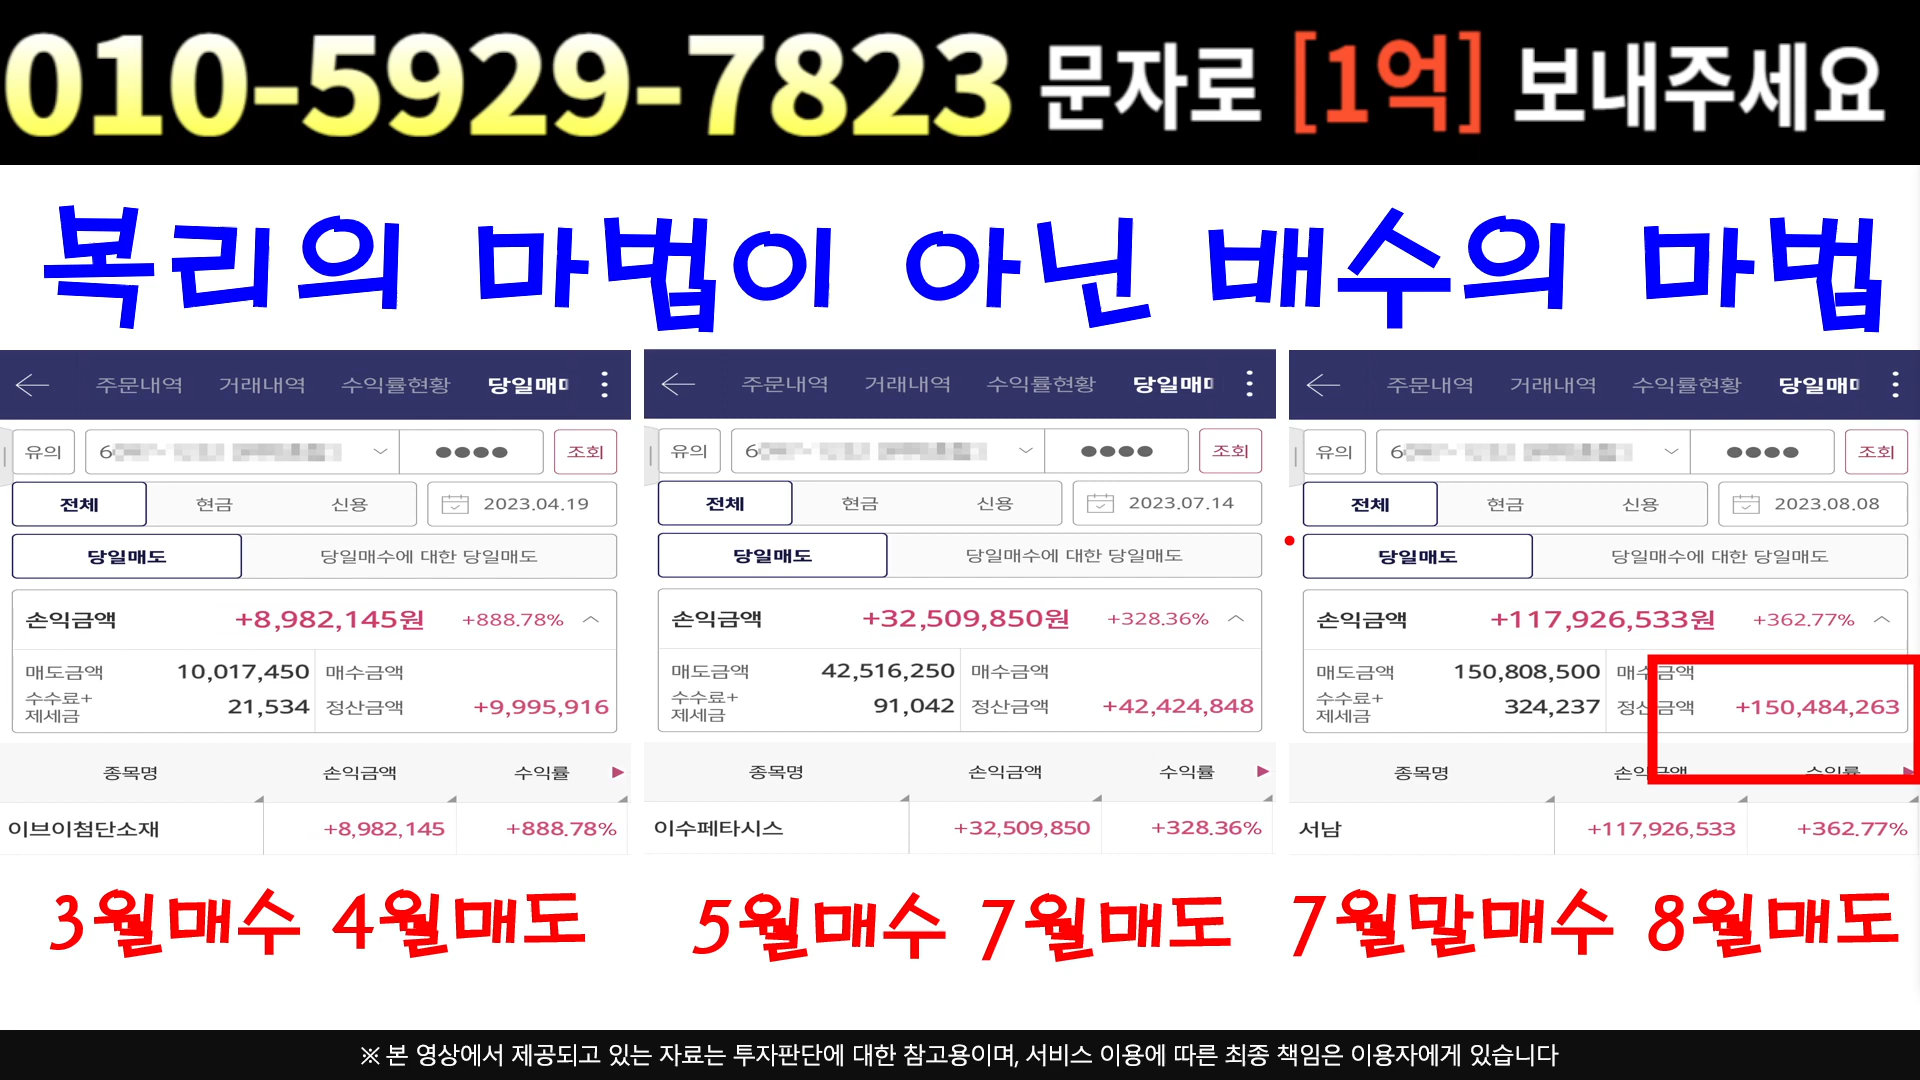 010-5929-7823 문자로 [1억] 보내주세요
복리의 마법이 아닌 배수의 마법
주문내역 거래내역 수익률현황 당일매
유의 6 ●●●● 조회
전체 현금 신용 2023.04.19
당일매도 당일매수에 대한 당일매도
손익금액 +8,982,145원 +888.78%
매도금액 10,017,450 매수금액
수수료+
제세금 21,534 정산금액 +9,995,916
종목명 손익금액 수익률
이브이첨단소재 +8,982,145 +888.78%
3월매수 4월매도
주문내역 거래내역 수익률현황 당일매
유의 6 ●●●● 조회
전체 현금 신용 2023.07.14
당일매도 당일매수에 대한 당일매도
손익금액 +32,509,850원 +328.36%
매도금액 42,516,250 매수금액
수수료+
제세금 91,042 정산금액 +42,424,848
종목명 손익금액 수익률
이수페타시스 +32,509,850 +328.36%
5월매수 7월매도
주문내역 거래내역 수익률현황 당일매
유의 6 ●●●● 조회
전체 현금 신용 2023.08.08
당일매도 당일매수에 대한 당일매도
손익금액 +117,926,533원 +362.77%
매도금액 150,808,500 매수금액
수수료+
제세금 324,237 정산금액 +150,484,263
종목명 손익금액 수익률
서남 +117,926,533 +362.77%
7월말매수 8월매도
※ 본 영상에서 제공되고 있는 자료는 투자판단에 대한 참고용이며, 서비스 이용에 따른 최종 책임은 이용자에게 있습니다